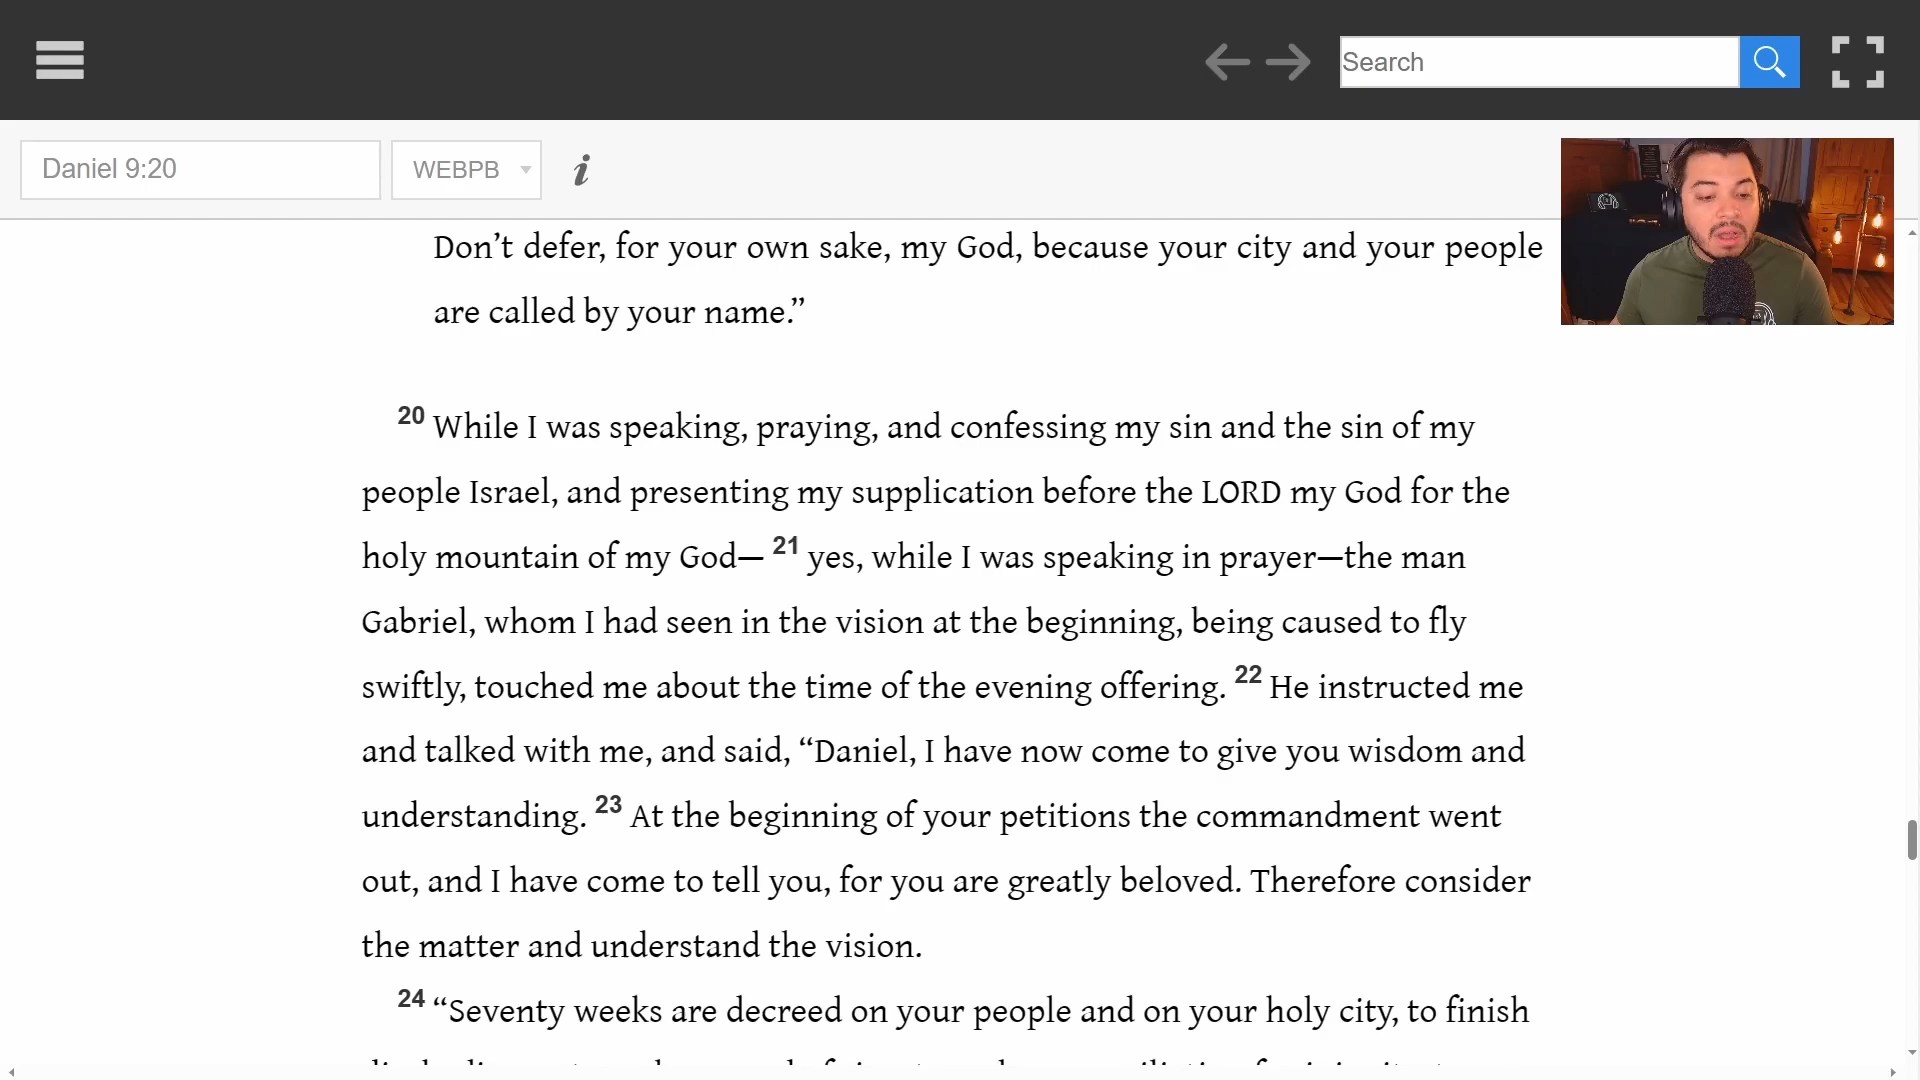 Search
Daniel 9:20
WEBPB
i
Don’t defer, for your own sake, my God, because your city and your people
are called by your name.”
20 While I was speaking, praying, and confessing my sin and the sin of my
people Israel, and presenting my supplication before the LORD my God for the
holy mountain of my God— 21 yes, while I was speaking in prayer—the man
Gabriel, whom I had seen in the vision at the beginning, being caused to fly
swiftly, touched me about the time of the evening offering. 22 He instructed me
and talked with me, and said, “Daniel, I have now come to give you wisdom and
understanding. 23 At the beginning of your petitions the commandment went
out, and I have come to tell you, for you are greatly beloved. Therefore consider
the matter and understand the vision.
24 “Seventy weeks are decreed on your people and on your holy city, to finish